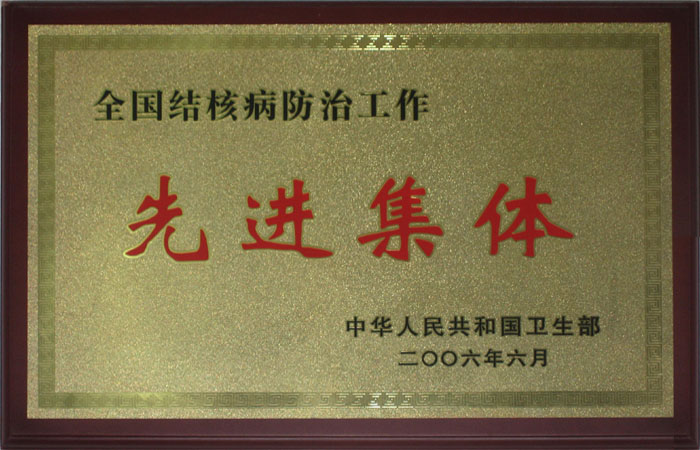 全国结核病防治工作
先进集体
中华人民共和国卫生部
二〇〇六年六月